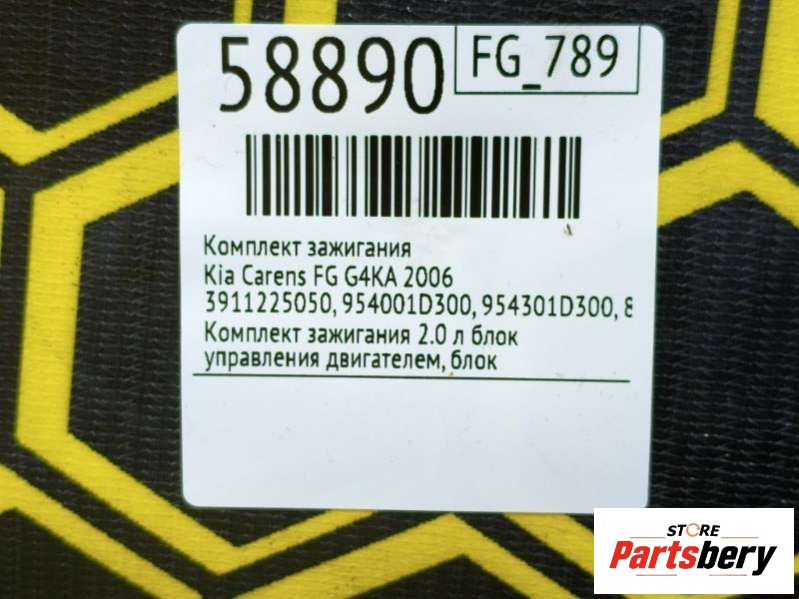 58890
FG_789
Комплект зажигания
Kia Carens FG G4KA 2006
3911225050, 954001D300, 954301D300, 8
Комплект зажигания 2.0 л блок
управления двигателем, блок
STORE
Partsbery